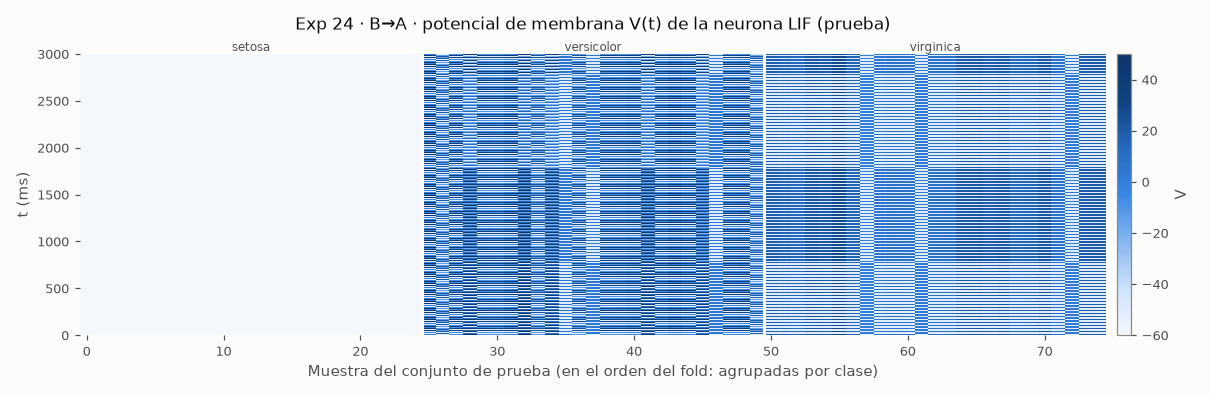 Exp 24 · B→A · potencial de membrana V(t) de la neurona LIF (prueba)
setosa versicolor virginica
3000
2500
2000
1500
1000
500
0
t (ms)
0 10 20 30 40 50 60 70
Muestra del conjunto de prueba (en el orden del fold: agrupadas por clase)
40
20
0
−20
−40
−60
V